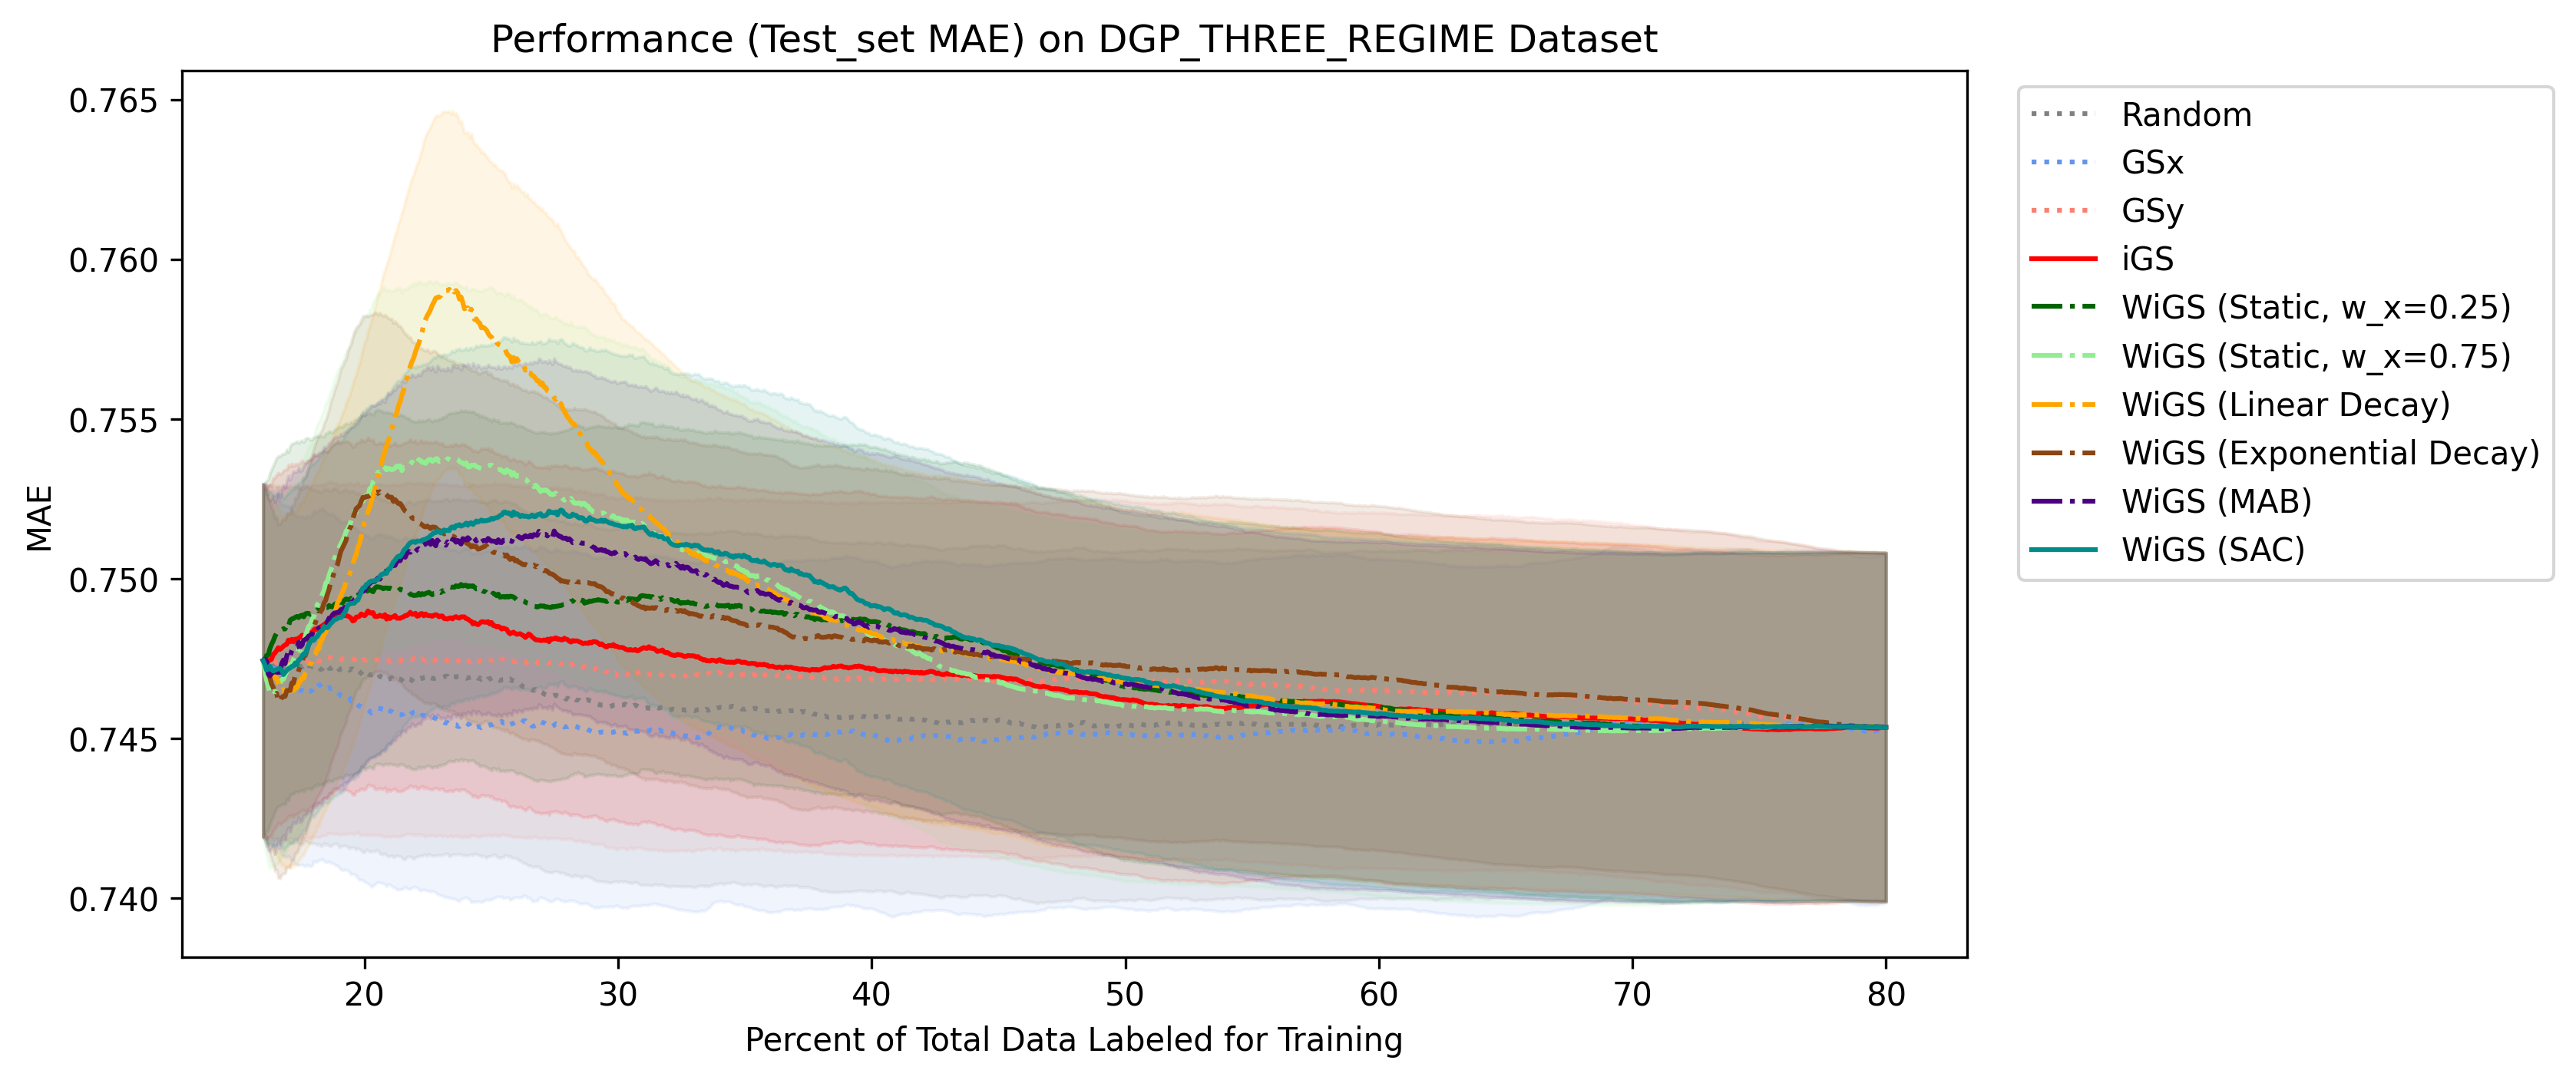 Performance (Test_set MAE) on DGP_THREE_REGIME Dataset
MAE
0.765
0.760
0.755
0.750
0.745
0.740
20
30
40
50
60
70
80
Percent of Total Data Labeled for Training
Random
GSx
GSy
iGS
WiGS (Static, w_x=0.25)
WiGS (Static, w_x=0.75)
WiGS (Linear Decay)
WiGS (Exponential Decay)
WiGS (MAB)
WiGS (SAC)